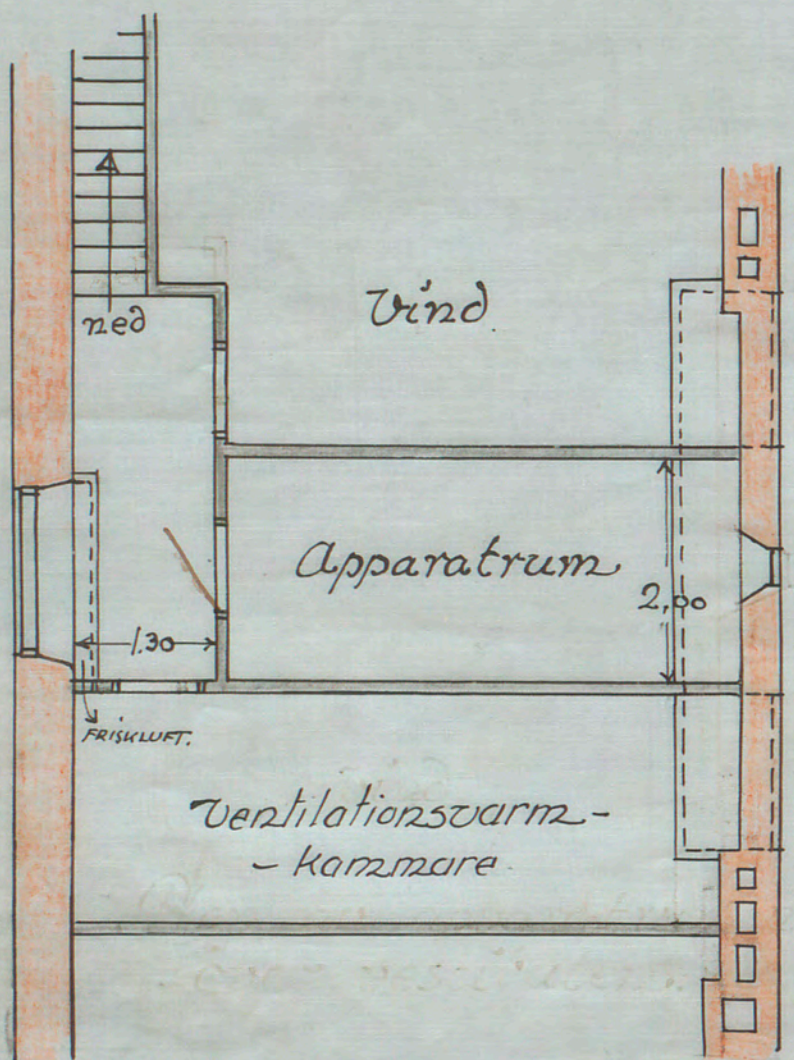 ned
Vind.
Apparatrum
2,00
1.30
FRISKLUFT.
Ventilationsvarm-
- kammare